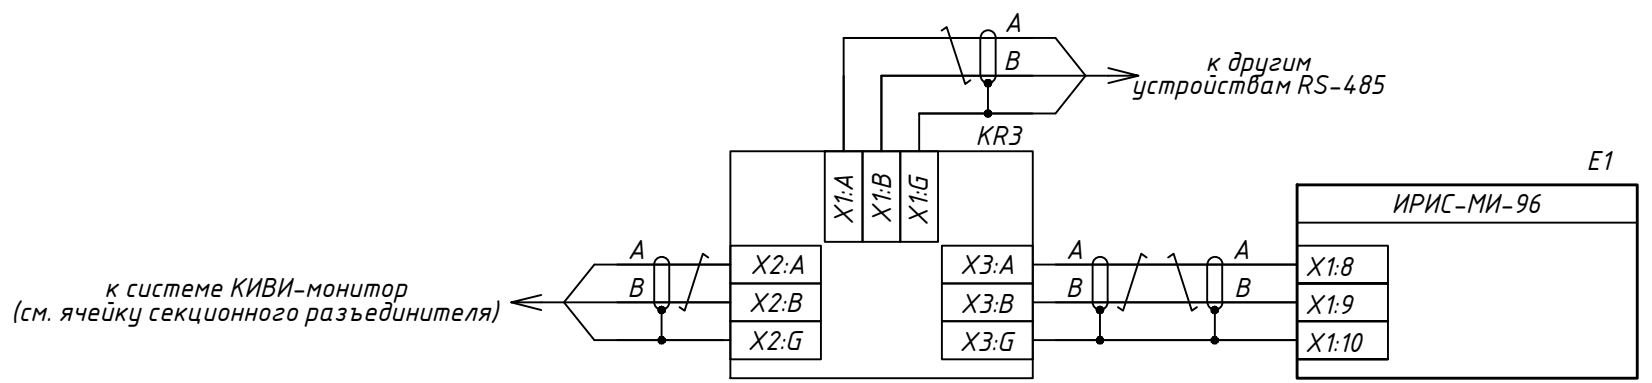 A
B
к другим
устройствам RS-485
KR3
E1
X1:A
X1:B
X1:G
ИРИС-МИ-96
A
X2:A
X3:A
A
A
X1:8
к системе КИВИ-монитор
(см. ячейку секционного разъединителя)
B
X2:B
X3:B
B
B
X1:9
X2:G
X3:G
X1:10